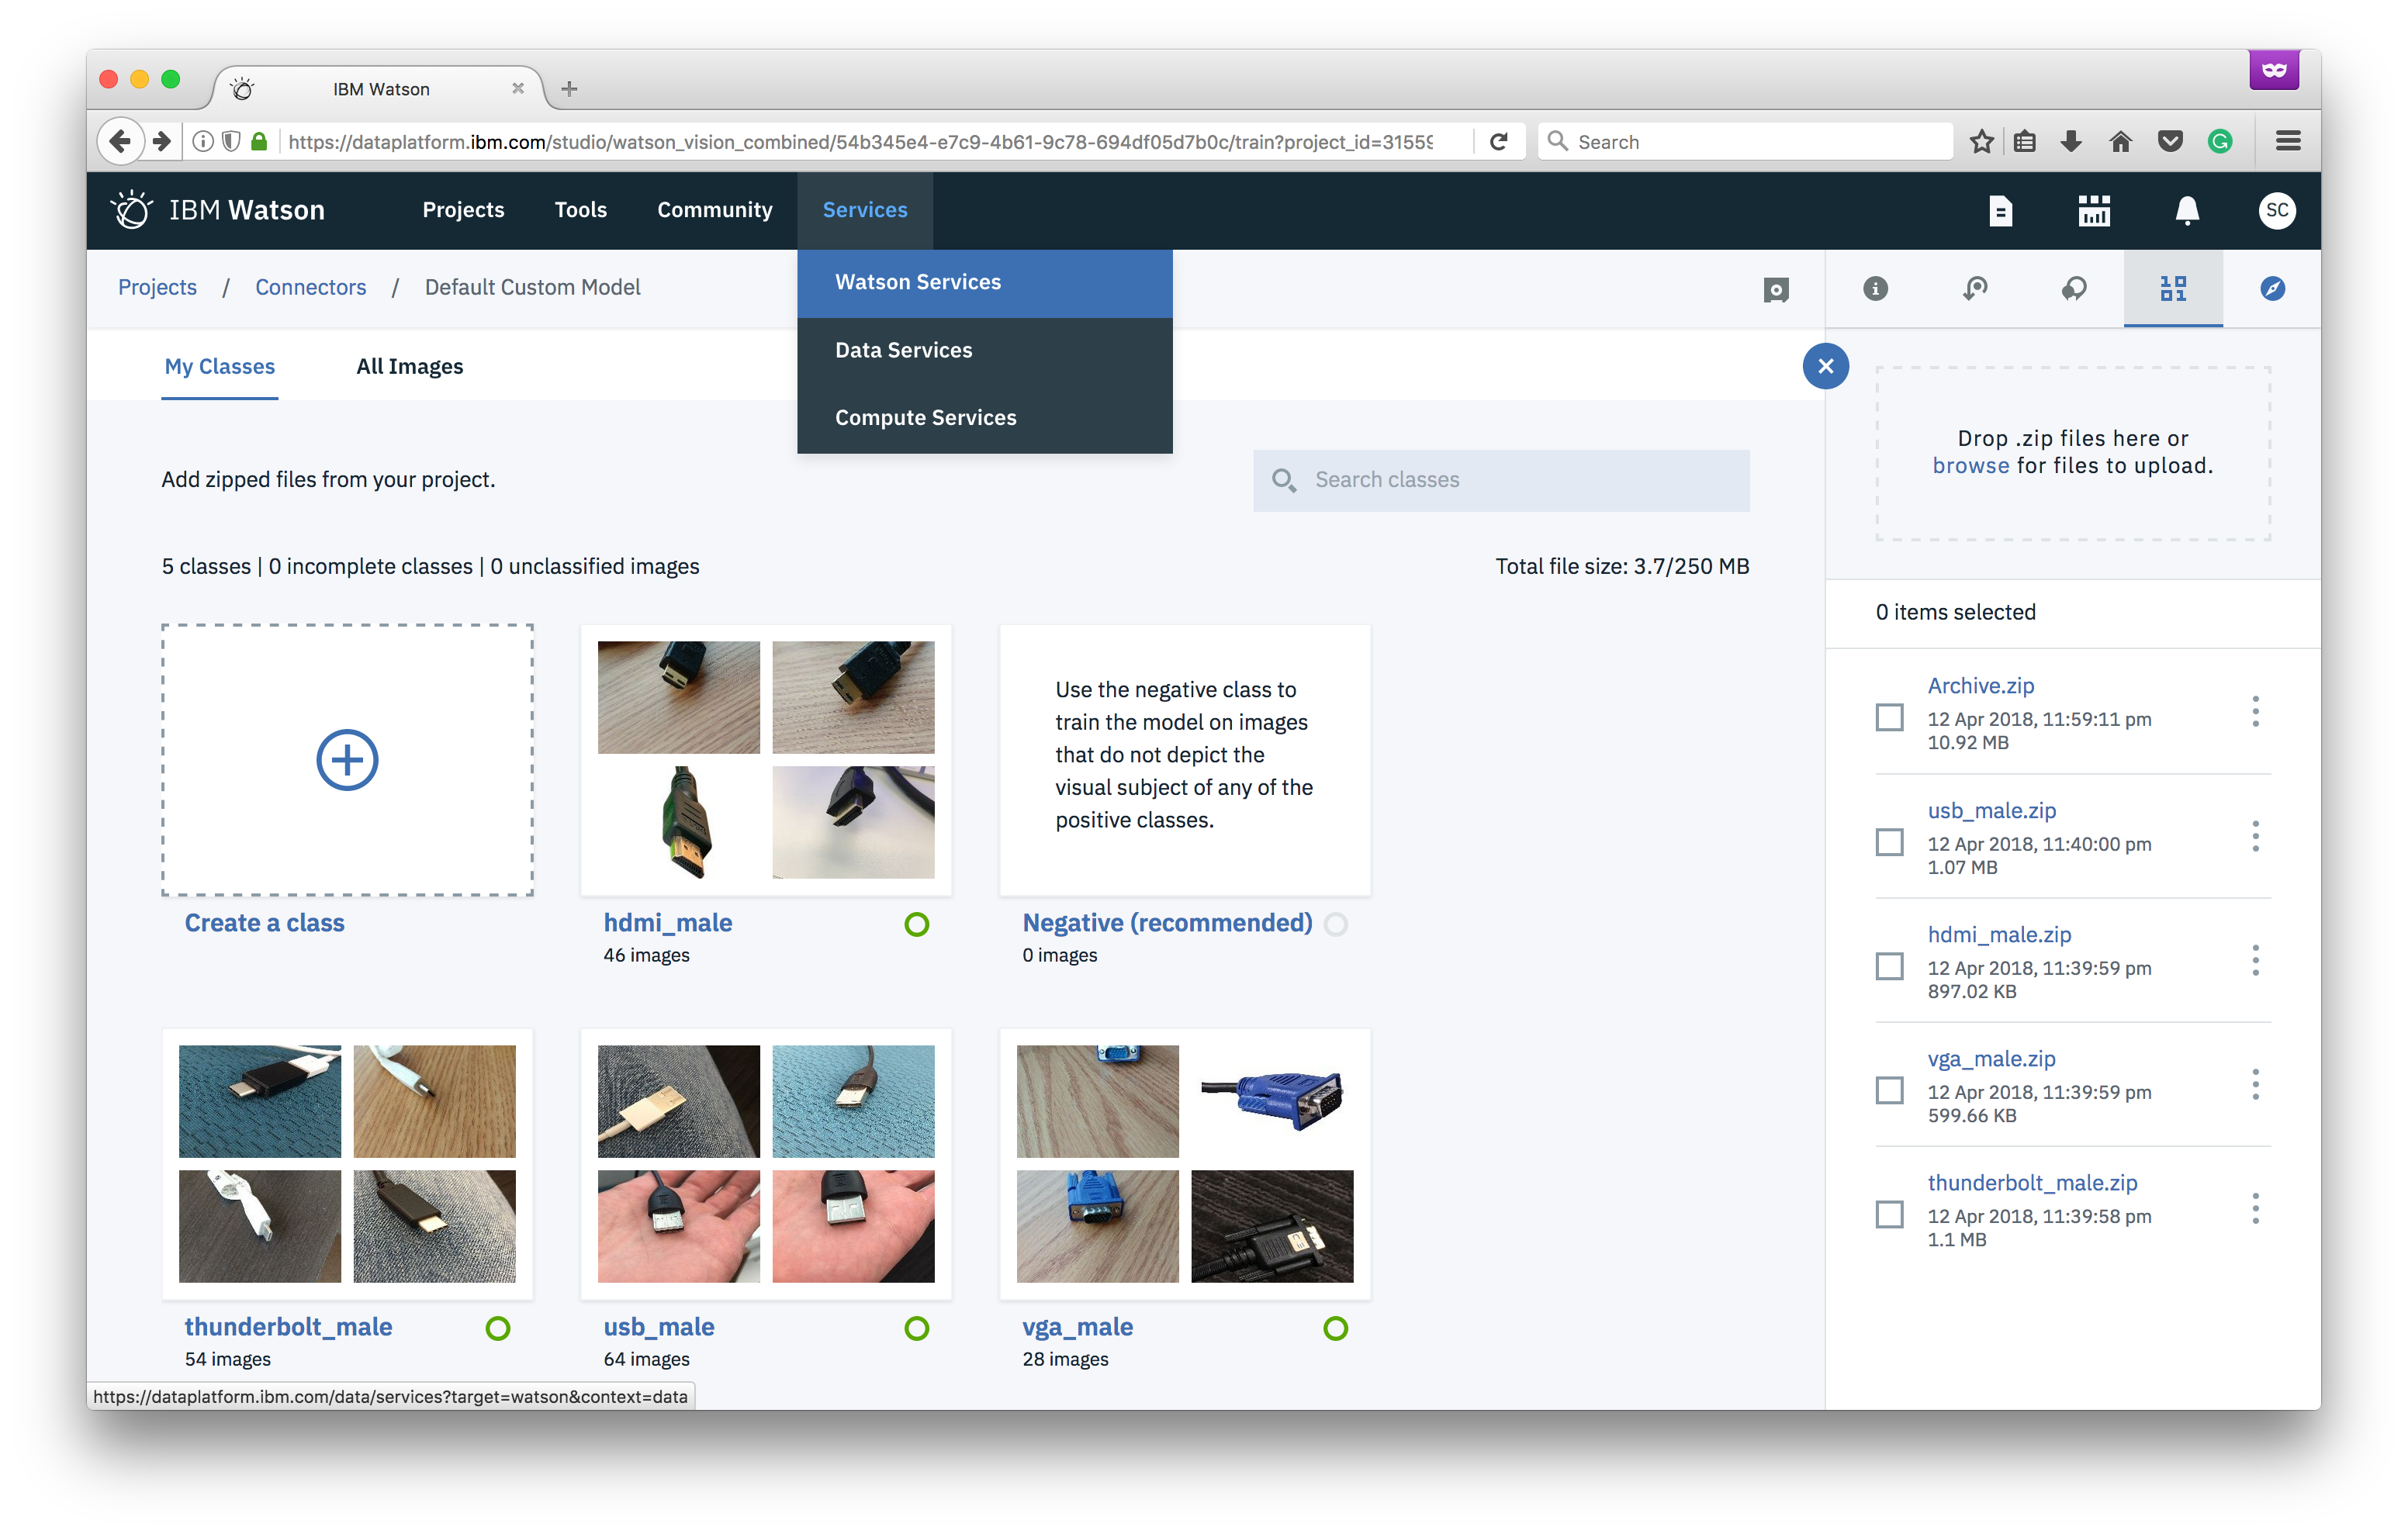 IBM Watson
https://dataplatform.ibm.com/studio/watson_vision_combined/54b345e4-e7c9-4b61-9c78-694df05d7b0c/train?project_id=31559
Search
IBM Watson
Projects
Tools
Community
Services
SC
Watson Services
Data Services
Compute Services
Projects / Connectors / Default Custom Model
My Classes
All Images
Add zipped files from your project.
Search classes
5 classes | 0 incomplete classes | 0 unclassified images
Total file size: 3.7/250 MB
Create a class
hdmi_male
46 images
Use the negative class to
train the model on images
that do not depict the
visual subject of any of the
positive classes.
Negative (recommended)
0 images
thunderbolt_male
54 images
usb_male
64 images
vga_male
28 images
Drop .zip files here or
browse for files to upload.
0 items selected
Archive.zip
12 Apr 2018, 11:59:11 pm
10.92 MB
usb_male.zip
12 Apr 2018, 11:40:00 pm
1.07 MB
hdmi_male.zip
12 Apr 2018, 11:39:59 pm
897.02 KB
vga_male.zip
12 Apr 2018, 11:39:59 pm
599.66 KB
thunderbolt_male.zip
12 Apr 2018, 11:39:58 pm
1.1 MB
https://dataplatform.ibm.com/data/services?target=watson&context=data